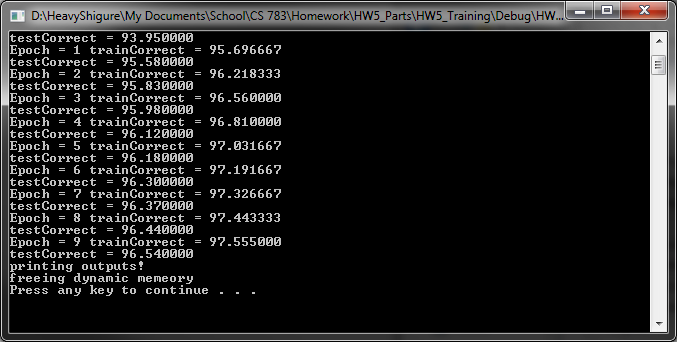 D:\HeavyShigure\My Documents\School\CS 783\Homework\HW5_Parts\HW5_Training\Debug\HW...
testCorrect = 93.950000
Epoch = 1 trainCorrect = 95.696667
testCorrect = 95.580000
Epoch = 2 trainCorrect = 96.218333
testCorrect = 95.830000
Epoch = 3 trainCorrect = 96.560000
testCorrect = 95.980000
Epoch = 4 trainCorrect = 96.810000
testCorrect = 96.120000
Epoch = 5 trainCorrect = 97.031667
testCorrect = 96.180000
Epoch = 6 trainCorrect = 97.191667
testCorrect = 96.300000
Epoch = 7 trainCorrect = 97.326667
testCorrect = 96.370000
Epoch = 8 trainCorrect = 97.443333
testCorrect = 96.440000
Epoch = 9 trainCorrect = 97.555000
testCorrect = 96.540000
printing outputs!
freeing dynamic memeory
Press any key to continue . . .